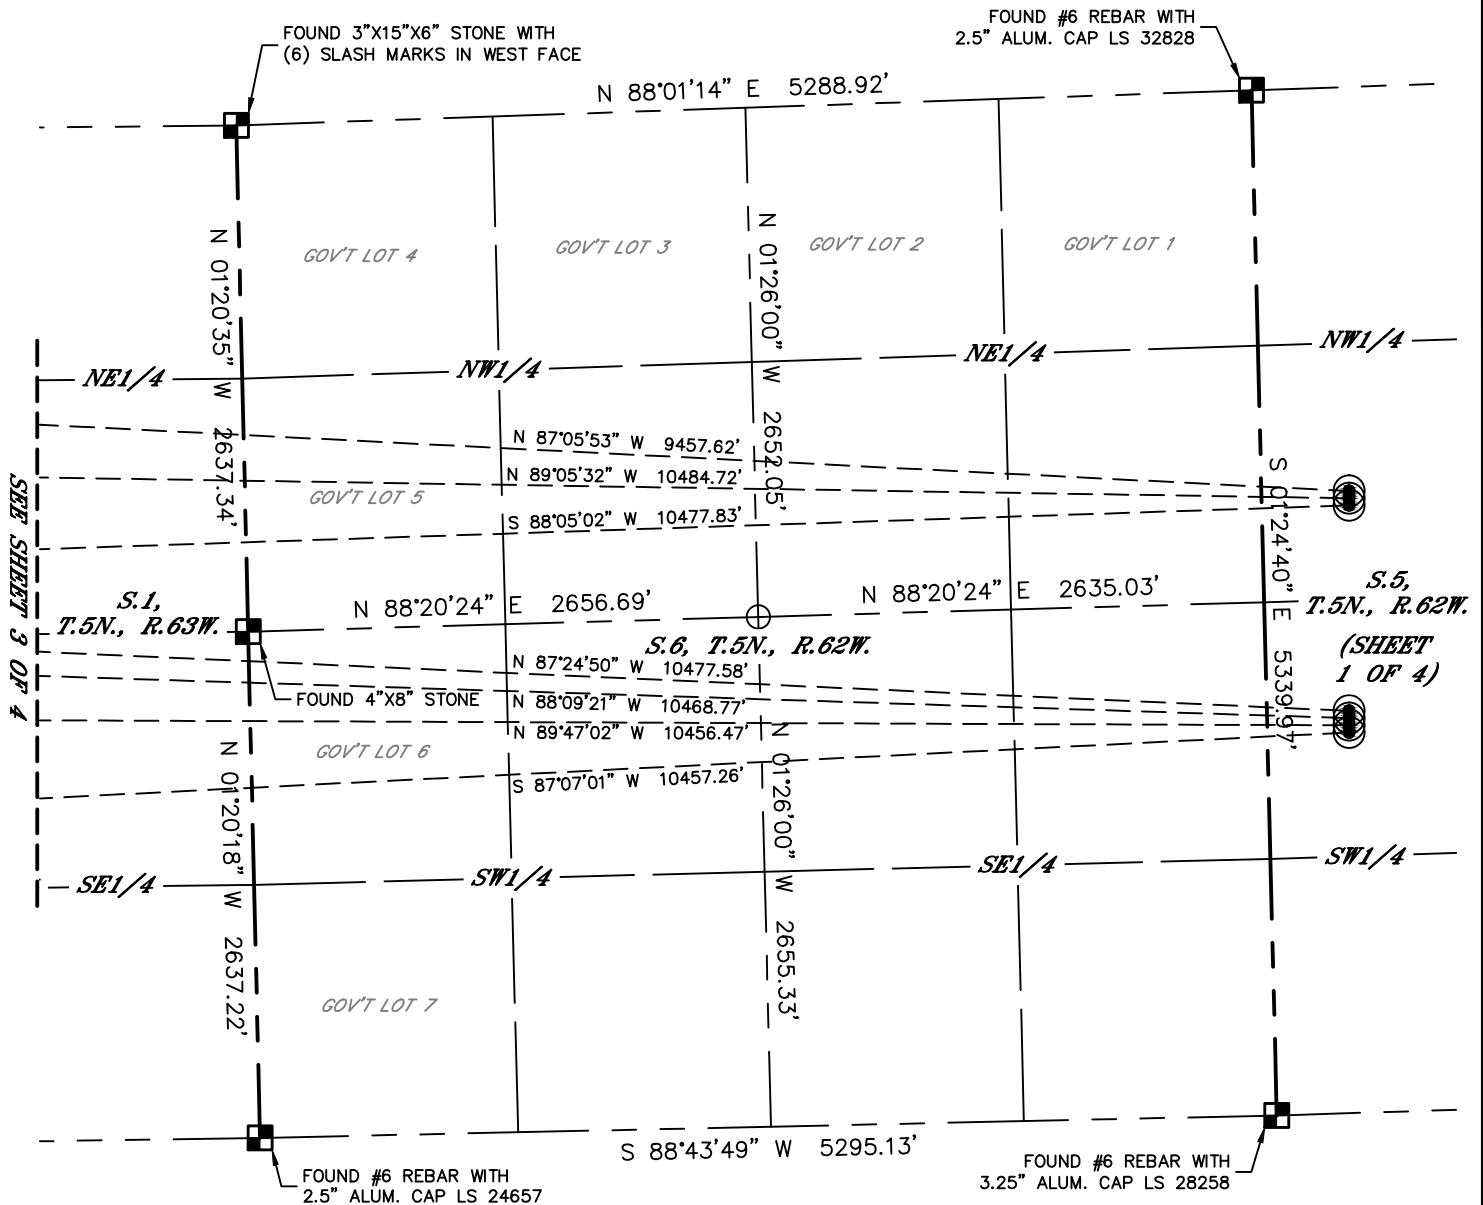 FOUND 3"X15"X6" STONE WITH
(6) SLASH MARKS IN WEST FACE
FOUND #6 REBAR WITH
2.5" ALUM. CAP LS 32828
N 88°01'14" E 5288.92'
N 01°20'35" W 2637.34'
N 01°26'00" W 2652.05'
GOV'T LOT 4
GOV'T LOT 3
GOV'T LOT 2
GOV'T LOT 1
NE1/4
NW1/4
NE1/4
NW1/4
N 87°05'53" W 9457.62'
N 89°05'32" W 10484.72'
S 88°05'02" W 10477.83'
GOV'T LOT 5
S 01°24'40" E 5339.97'
SEE SHEET 3 OF 4
S.1,
T.5N., R.63W.
N 88°20'24" E 2656.69'
N 88°20'24" E 2635.03'
S.5,
T.5N., R.62W.
(SHEET
1 OF 4)
S.6, T.5N., R.62W.
FOUND 4"X8" STONE
N 87°24'50" W 10477.58'
N 88°09'21" W 10468.77'
N 89°47'02" W 10456.47'
S 87°07'01" W 10457.26'
GOV'T LOT 6
N 01°20'18" W 2637.22'
N 01°26'00" W 2655.33'
SE1/4
SW1/4
SE1/4
SW1/4
GOV'T LOT 7
S 88°43'49" W 5295.13'
FOUND #6 REBAR WITH
2.5" ALUM. CAP LS 24657
FOUND #6 REBAR WITH
3.25" ALUM. CAP LS 28258